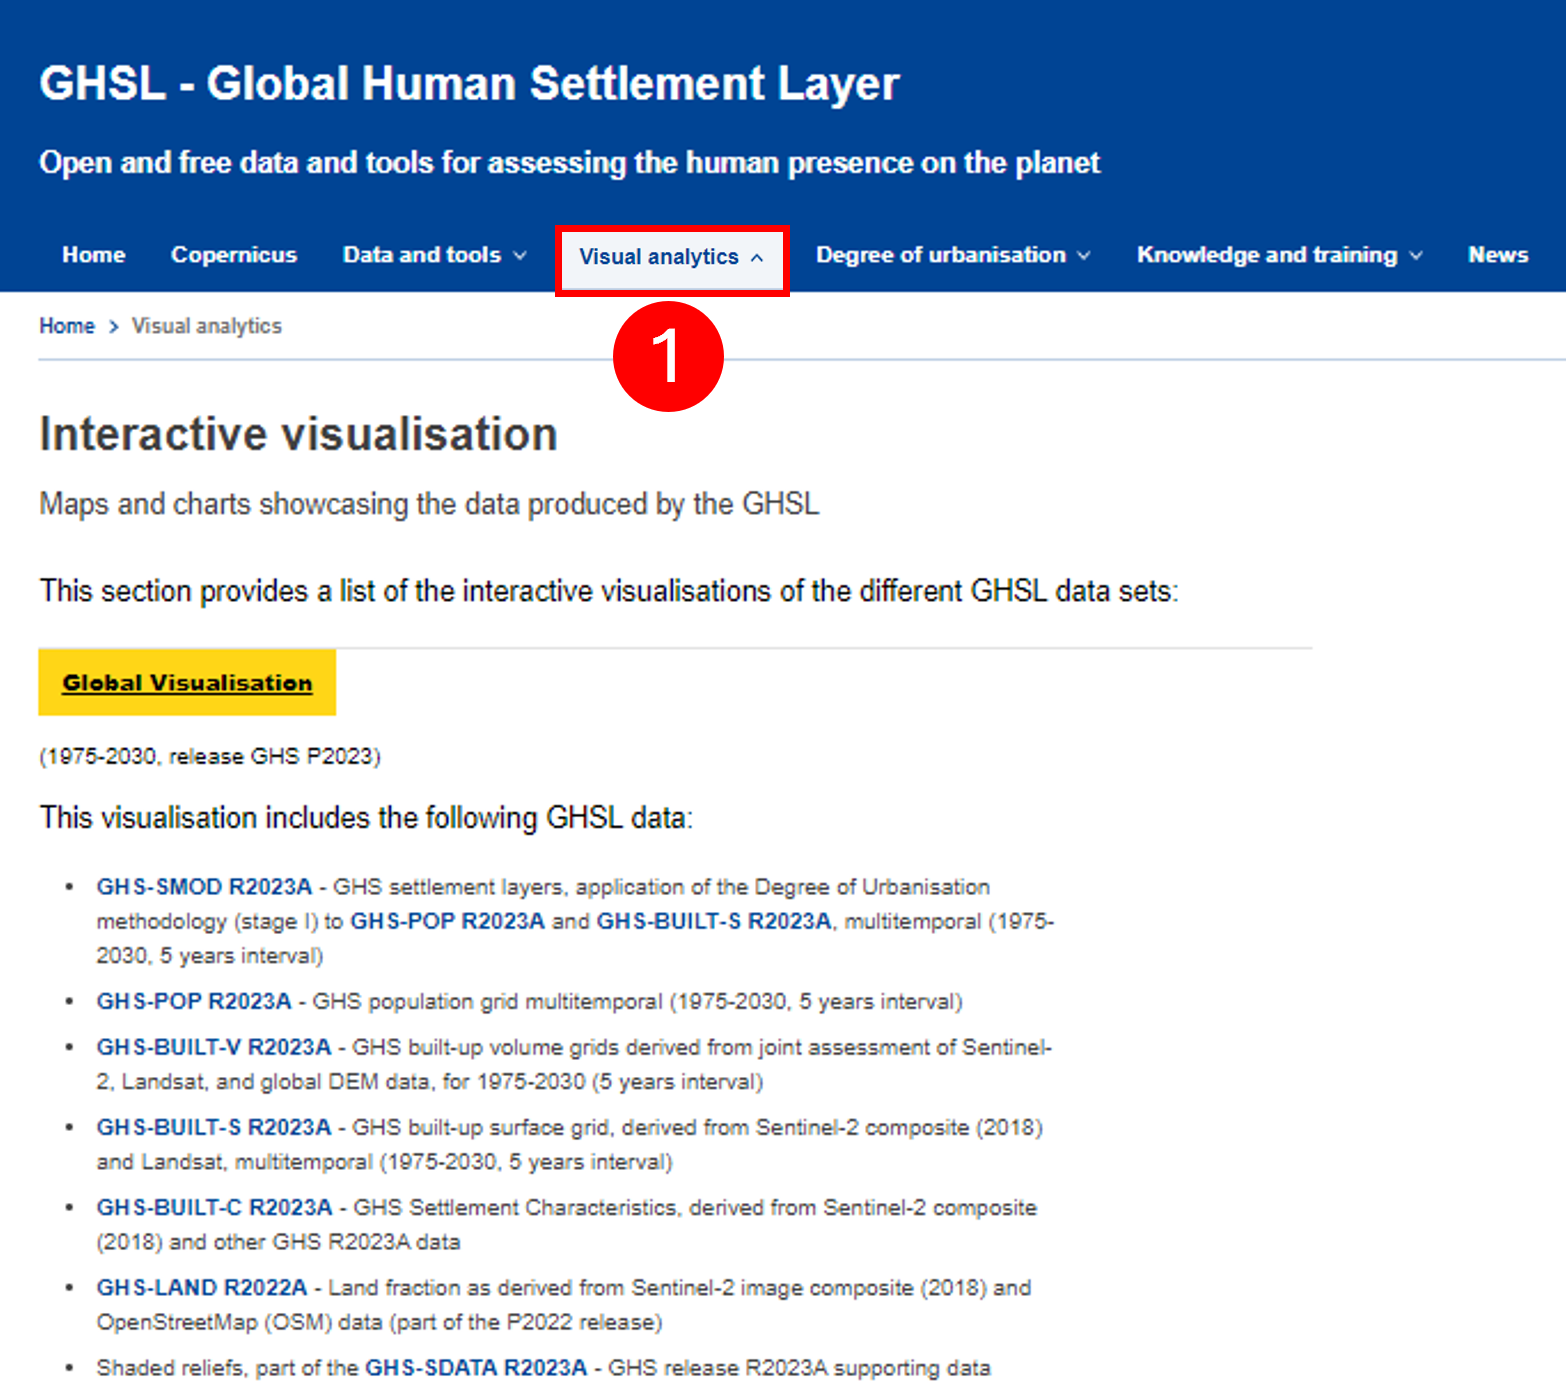 GHSL - Global Human Settlement Layer
Open and free data and tools for assessing the human presence on the planet
Home Copernicus Data and tools Visual analytics Degree of urbanisation Knowledge and training News
Home > Visual analytics
1
Interactive visualisation
Maps and charts showcasing the data produced by the GHSL
This section provides a list of the interactive visualisations of the different GHSL data sets:
Global Visualisation
(1975-2030, release GHS P2023)
This visualisation includes the following GHSL data:
• GHS-SMOD R2023A - GHS settlement layers, application of the Degree of Urbanisation
methodology (stage I) to GHS-POP R2023A and GHS-BUILT-S R2023A, multitemporal (1975-
2030, 5 years interval)
• GHS-POP R2023A - GHS population grid multitemporal (1975-2030, 5 years interval)
• GHS-BUILT-V R2023A - GHS built-up volume grids derived from joint assessment of Sentinel-
2, Landsat, and global DEM data, for 1975-2030 (5 years interval)
• GHS-BUILT-S R2023A - GHS built-up surface grid, derived from Sentinel-2 composite (2018)
and Landsat, multitemporal (1975-2030, 5 years interval)
• GHS-BUILT-C R2023A - GHS Settlement Characteristics, derived from Sentinel-2 composite
(2018) and other GHS R2023A data
• GHS-LAND R2022A - Land fraction as derived from Sentinel-2 image composite (2018) and
OpenStreetMap (OSM) data (part of the P2022 release)
• Shaded reliefs, part of the GHS-SDATA R2023A - GHS release R2023A supporting data